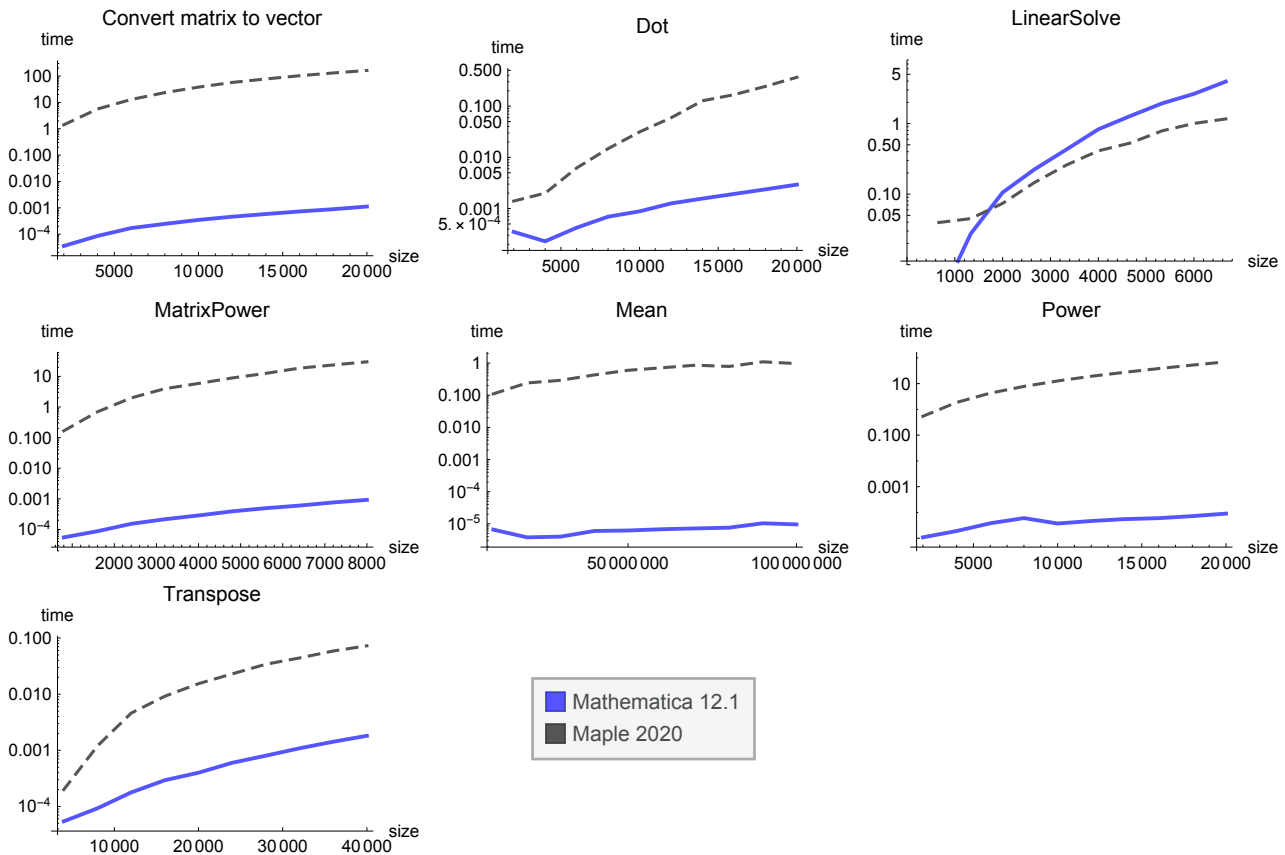 Convert matrix to vector
time
100
10
1
0.100
0.010
0.001
10⁻⁴
5000 10000 15000 20000
size
Dot
time
0.500
0.100
0.050
0.010
0.005
0.001
5. × 10⁻⁴
5000 10000 15000 20000
size
LinearSolve
time
5
1
0.50
0.10
0.05
1000 2000 3000 4000 5000 6000
size
MatrixPower
time
10
1
0.100
0.010
0.001
10⁻⁴
2000 3000 4000 5000 6000 7000 8000
size
Mean
time
1
0.100
0.010
0.001
10⁻⁴
10⁻⁵
50000000 100000000
size
Power
time
10
0.100
0.001
5000 10000 15000 20000
size
Transpose
time
0.100
0.010
0.001
10⁻⁴
10000 20000 30000 40000
size
Mathematica 12.1
Maple 2020